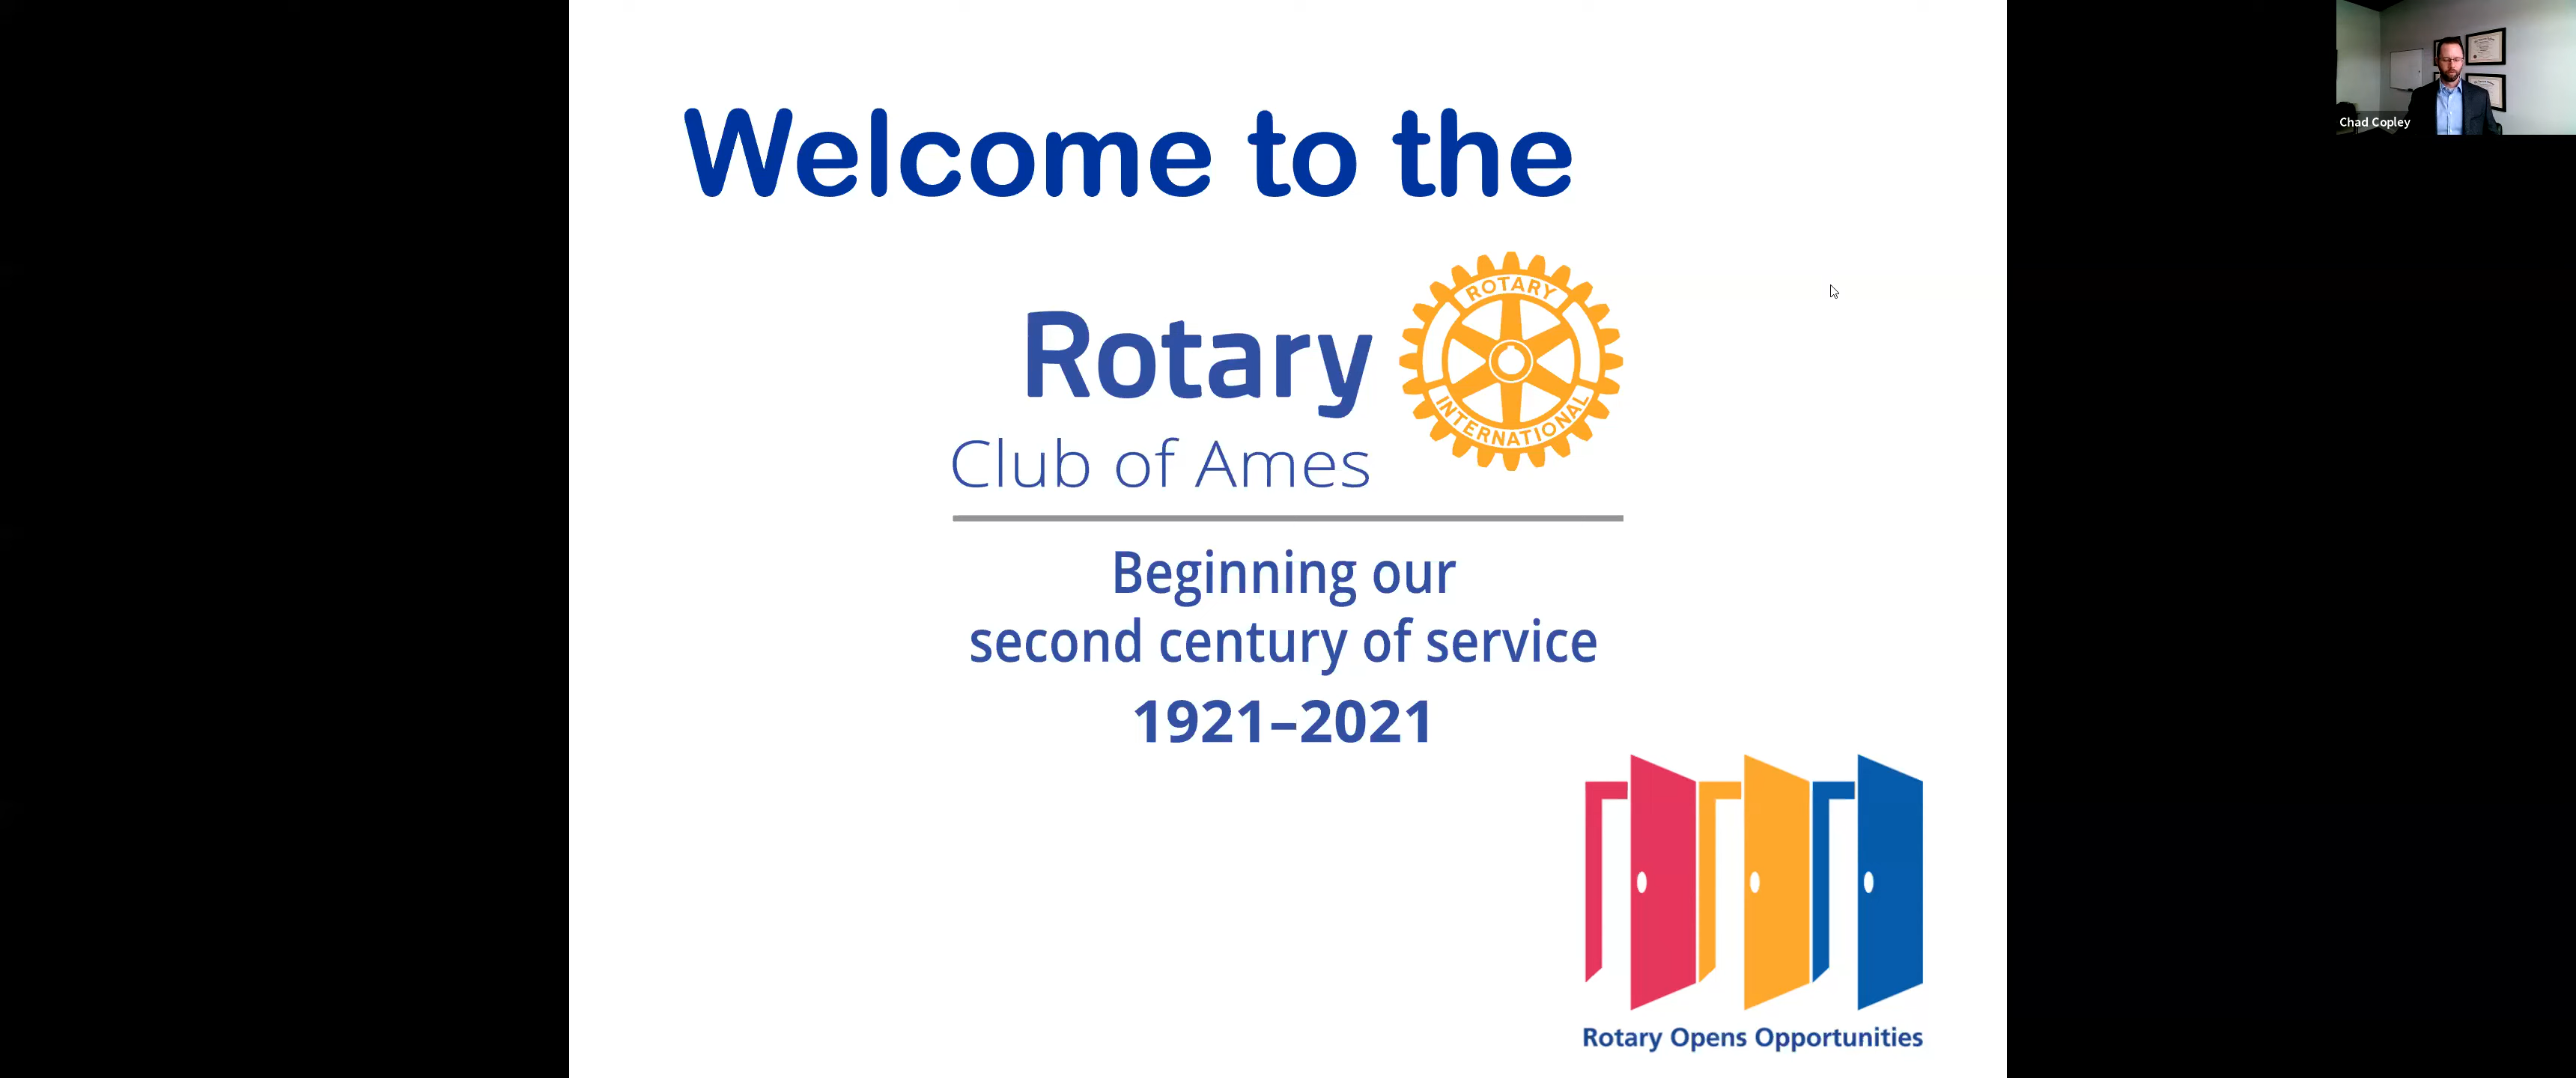 Welcome to the
Rotary
Club of Ames
ROTARY
INTERNATIONAL
Beginning our
second century of service
1921–2021
Rotary Opens Opportunities
Chad Copley